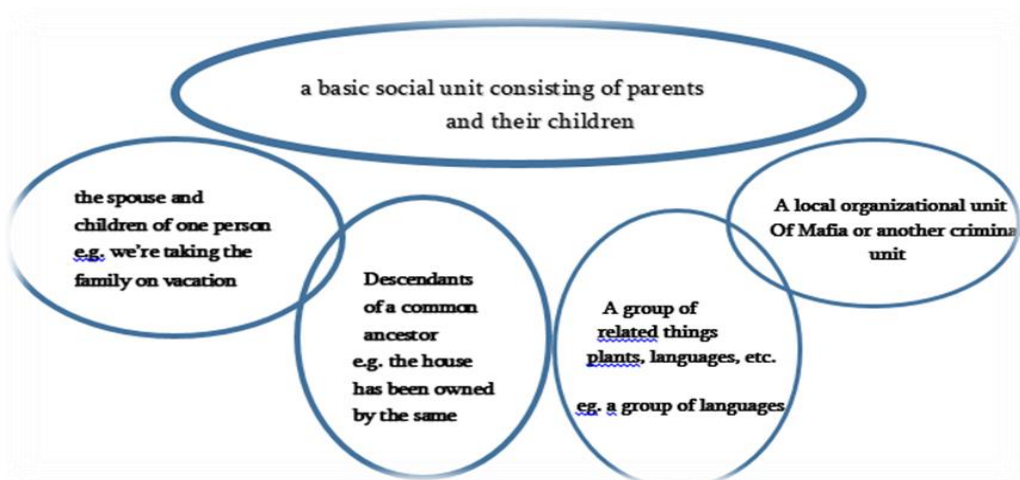 a basic social unit consisting of parents
and their children
the spouse and
children of one person
e.g. we're taking the
family on vacation
Descendants
of a common
ancestor
e.g. the house
has been owned
by the same
A group of
related things
plants, languages, etc.
eg. a group of languages
A local organizational unit
Of Mafia or another crimina
unit